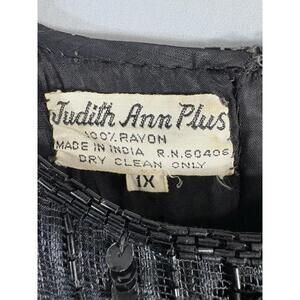 Judith Ann Plus
100% RAYON
MADE IN INDIA R.N. 60406
DRY CLEAN ONLY
1X